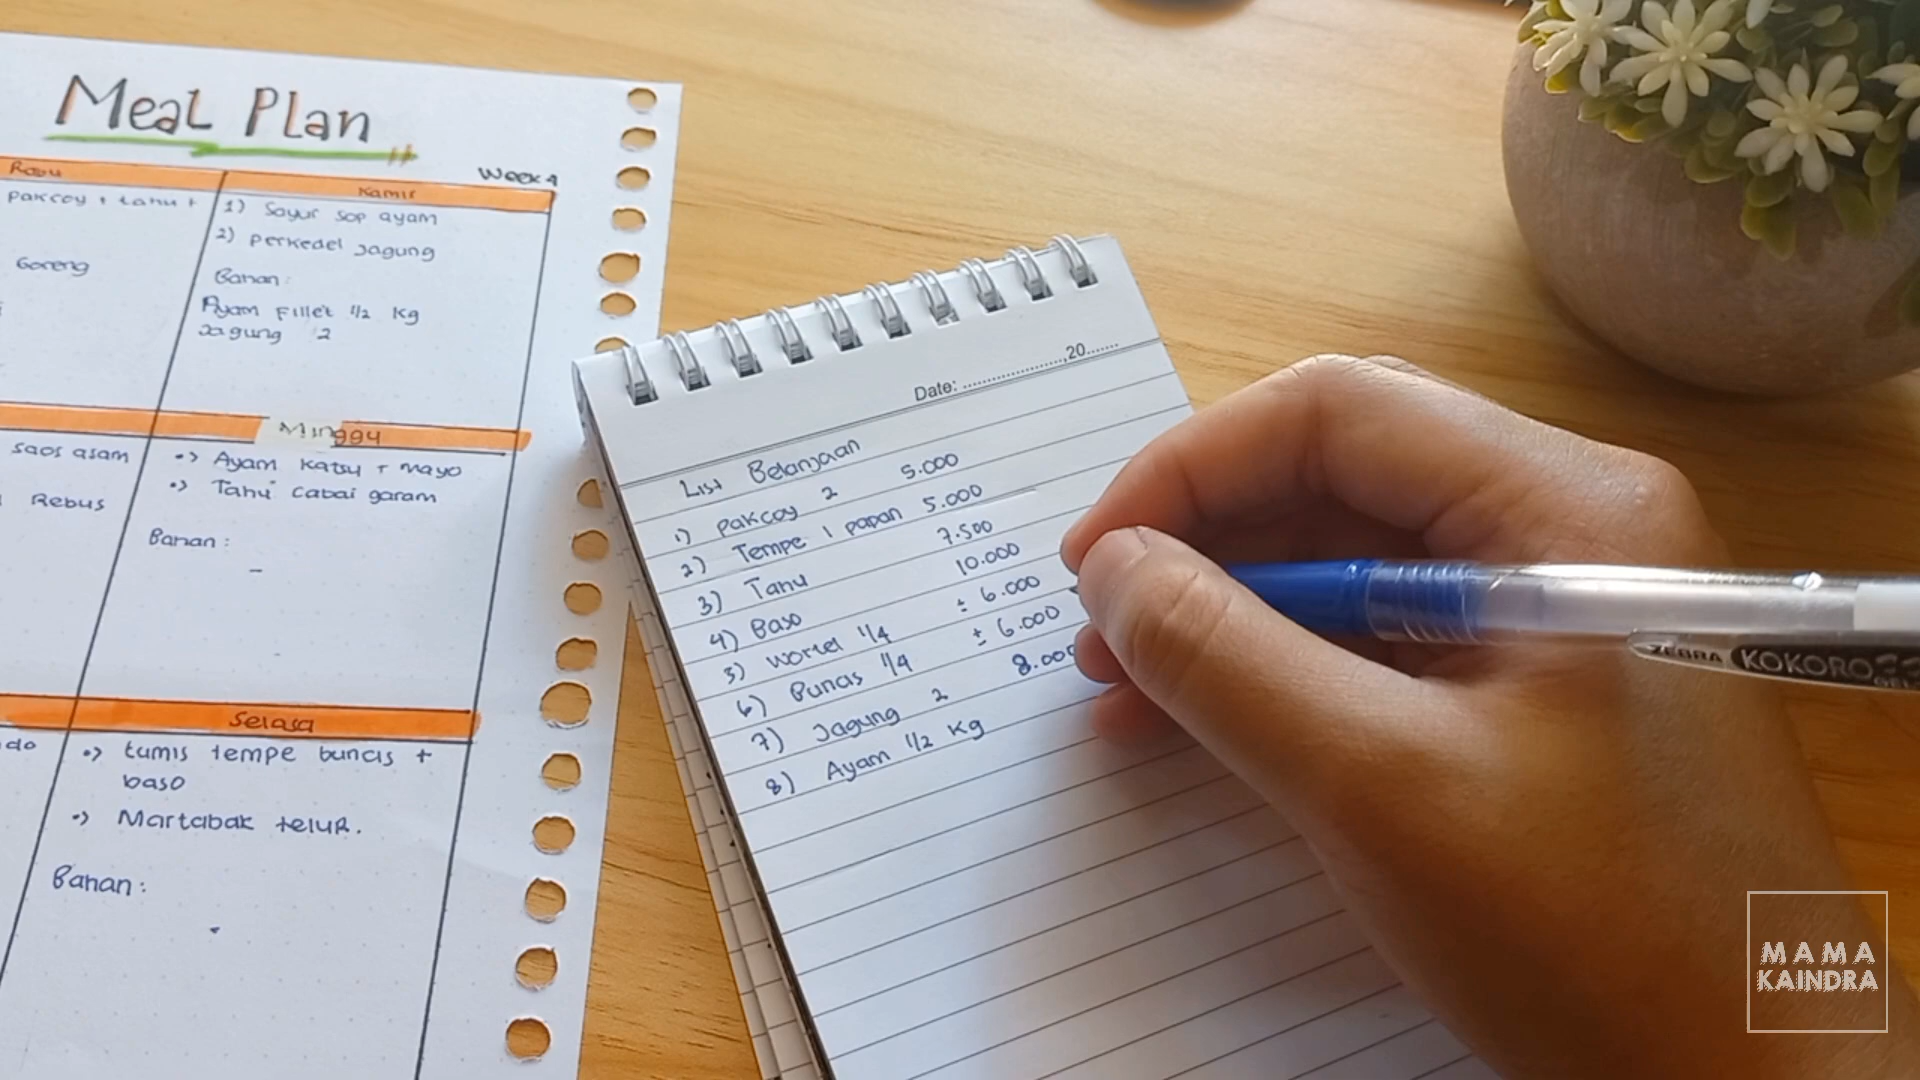 Meal Plan
Week 4
Rabu
Pakcoy + tahu +
Goreng
Kamis
1) Sayur sop ayam
2) Perkedel Jagung
Bahan :
Ayam Fillet 1/2 Kg
Jagung 2
saos asam
Rebus
Minggu
•> Ayam Katsu + Mayo
•> Tahu cabai garam
Bahan :
-
do
Selasa
•> tumis tempe buncis +
baso
•> Martabak telur.
Bahan :
Date: ....................,20.......
List Belanjaan
1) Pakcoy 2 5.000
2) Tempe 1 papan 5.000
3) Tahu 7.500
4) Baso 10.000
5) Wortel 1/4 ± 6.000
6) Buncis 1/4 ± 6.000
7) Jagung 2 8.000
8) Ayam 1/2 Kg
ZEBRA KOKORO
MAMA
KAINDRA